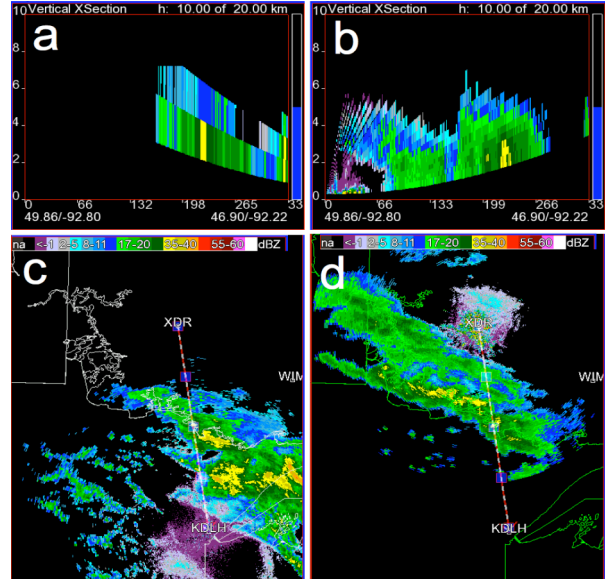 Vertical XSection h: 10.00 of 20.00 km
a
10
8
6
4
2
0
0 66 132 198 265 33
49.86/-92.80 46.90/-92.22
Vertical XSection h: 10.00 of 20.00 km
b
10
8
6
4
2
0
0 66 133 199 266 33
49.86/-92.80 46.90/-92.22
na <-1 2-5 8-11 17-20 35-40 55-60 dBZ
c
XDR
WIM
KDLH
na <-1 2-5 8-11 17-20 35-40 55-60 dBZ
d
XDR
WIM
KDLH